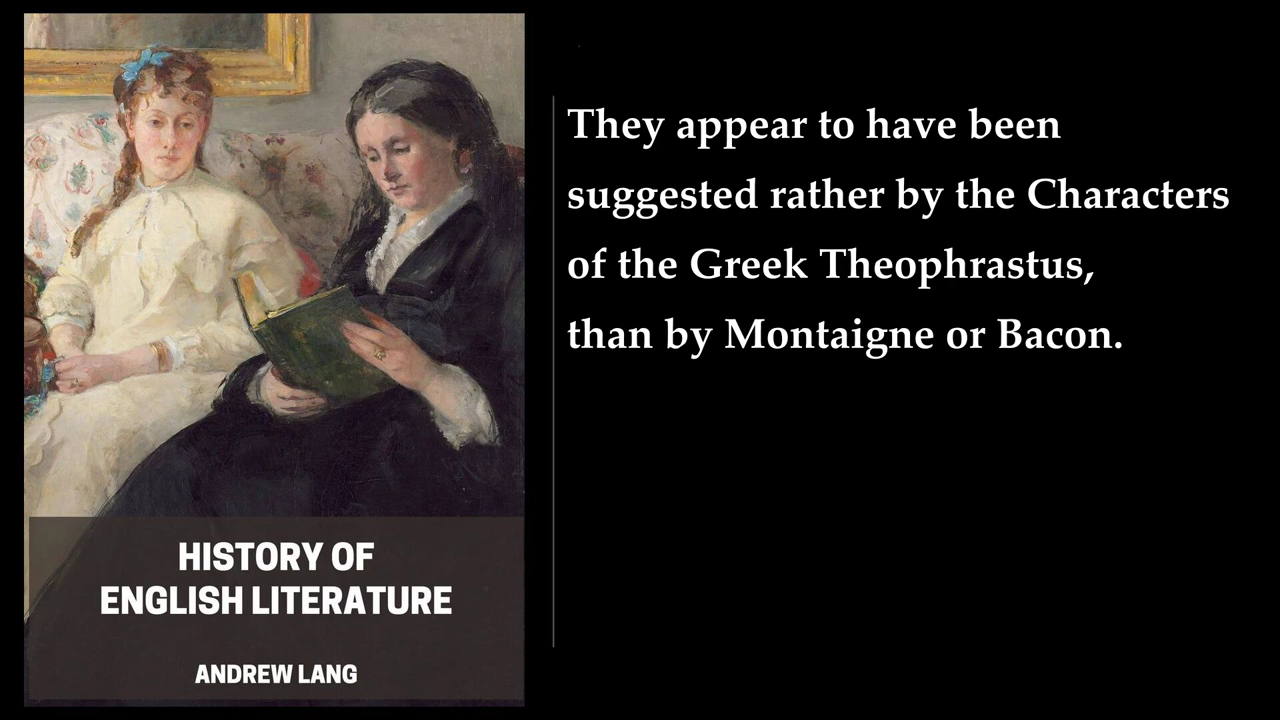 HISTORY OF
ENGLISH LITERATURE
ANDREW LANG
They appear to have been
suggested rather by the Characters
of the Greek Theophrastus,
than by Montaigne or Bacon.